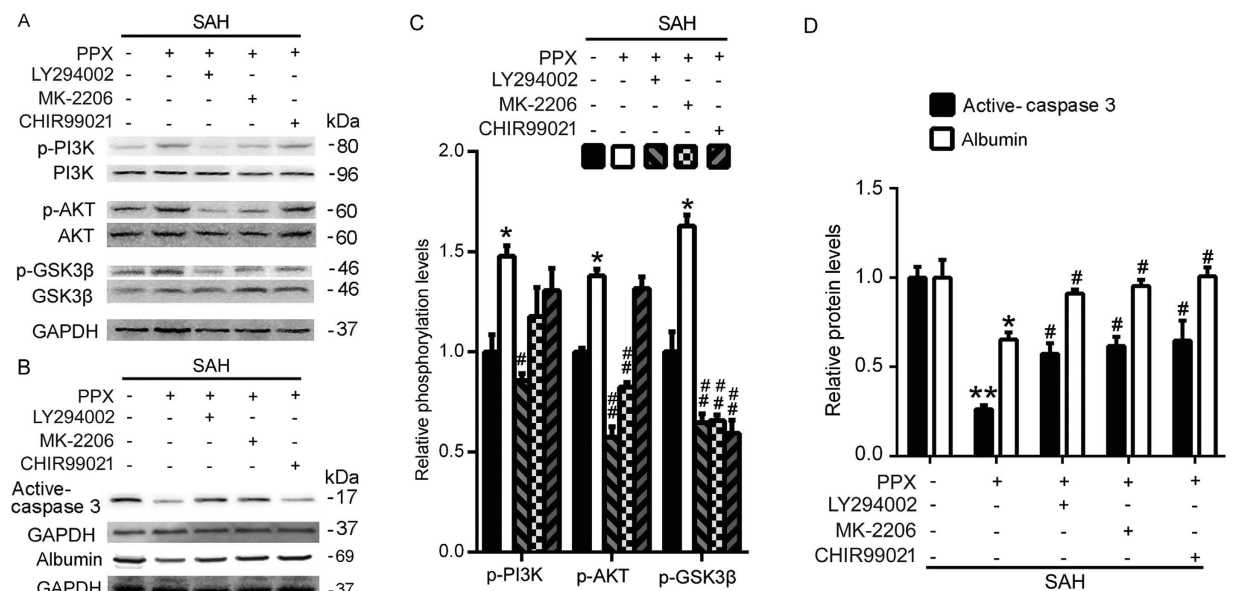 A
SAH
PPX - + + + +
LY294002 - - + - -
MK-2206 - - - + -
CHIR99021 - - - - +
kDa
p-PI3K -80
PI3K -96
p-AKT -60
AKT -60
p-GSK3β -46
GSK3β -46
GAPDH -37
B
SAH
PPX - + + + +
LY294002 - - + - -
MK-2206 - - - + -
CHIR99021 - - - - +
kDa
Active-
caspase 3 -17
GAPDH -37
Albumin -69
GAPDH -37
C
SAH
PPX - + + + +
LY294002 - - + - -
MK-2206 - - - + -
CHIR99021 - - - - +
Relative phosphorylation levels
2.0
1.5
1.0
0.5
0.0
* # * ## ## * ## ## ##
p-PI3K p-AKT p-GSK3β
D
Active- caspase 3
Albumin
Relative protein levels
1.5
1.0
0.5
0.0
** * # # # # # #
PPX - + + + +
LY294002 - - + - -
MK-2206 - - - + -
CHIR99021 - - - - +
SAH